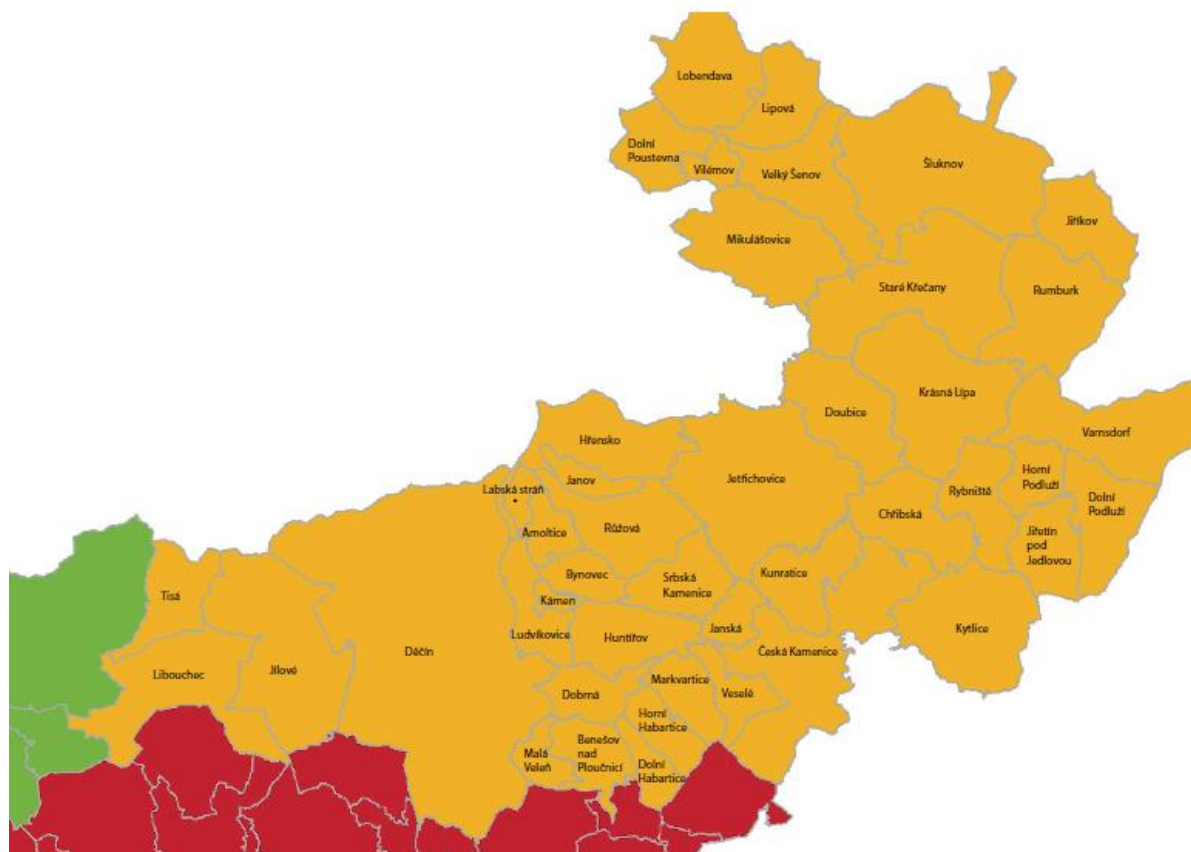 Lobendava
Lipová
Dolní
Poustevna
Vilémov
Velký Šenov
Šluknov
Jiříkov
Mikulášovice
Staré Křečany
Rumburk
Krásná Lípa
Doubice
Varnsdorf
Hřensko
Janov
Labská stráň
Jetřichovice
Rybniště
Horní
Podluží
Dolní
Podluží
Růžová
Chřibská
Arnoltice
Jiřetín
pod
Jedlovou
Bynovec
Srbská
Kamenice
Kunratice
Tisá
Kámen
Ludvíkovice
Huntířov
Janská
Kytlice
Děčín
Česká Kamenice
Libouchec
Jílové
Markvartice
Veselé
Dobrná
Horní
Habartice
Malá
Veleň
Benešov
nad
Ploučnicí
Dolní
Habartice